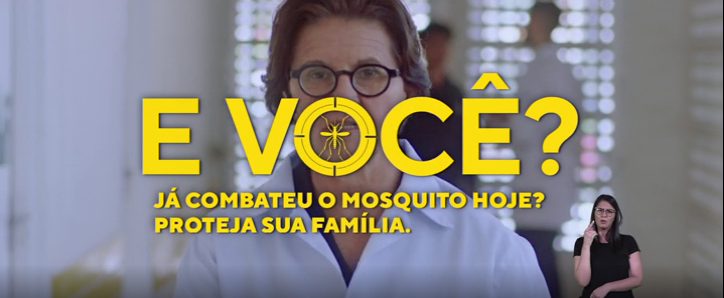 E VOCÊ?
JÁ COMBATEU O MOSQUITO HOJE?
PROTEJA SUA FAMÍLIA.